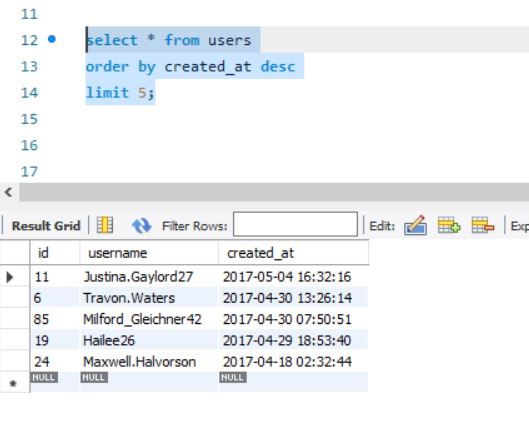 11
12 select * from users
13 order by created_at desc
14 limit 5;
15
16
17
Result Grid Filter Rows: Edit: Exp
id username created_at
11 Justina.Gaylord27 2017-05-04 16:32:16
6 Travon.Waters 2017-04-30 13:26:14
85 Milford_Gleichner42 2017-04-30 07:50:51
19 Hailee26 2017-04-29 18:53:40
24 Maxwell.Halvorson 2017-04-18 02:32:44
NULL NULL NULL